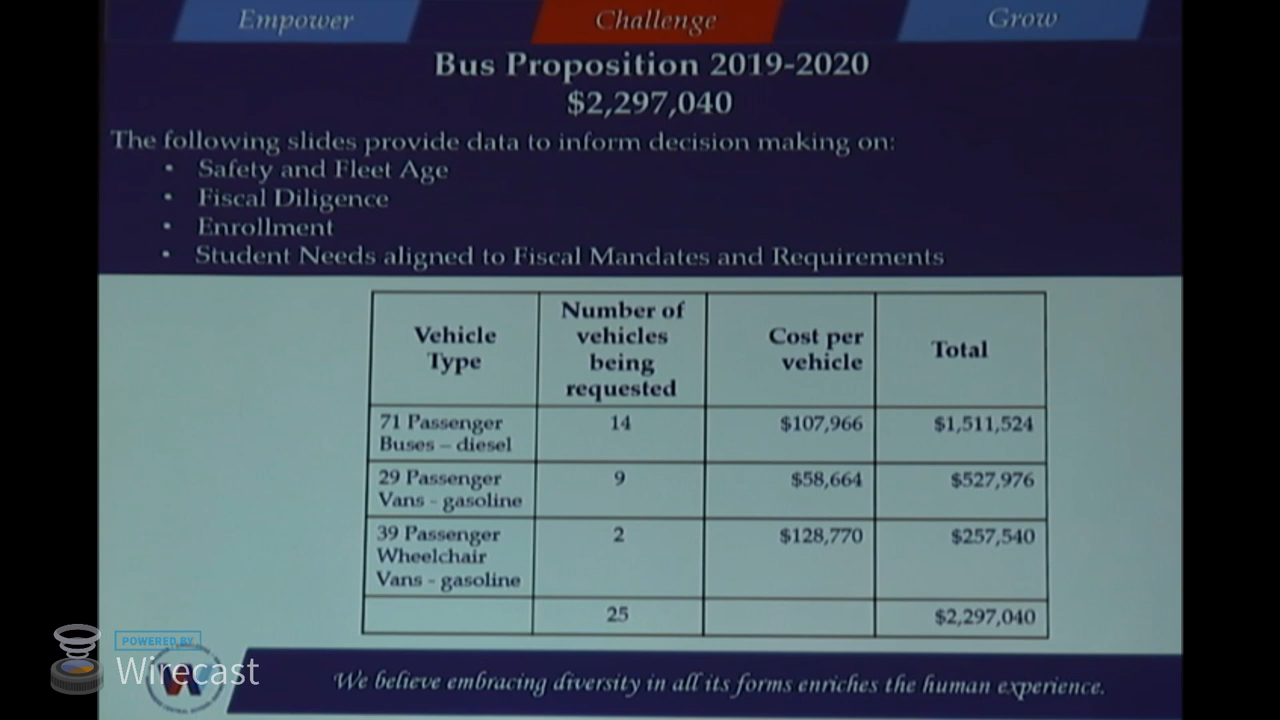 Empower Challenge Grow
Bus Proposition 2019-2020
$2,297,040
The following slides provide data to inform decision making on:
• Safety and Fleet Age
• Fiscal Diligence
• Enrollment
• Student Needs aligned to Fiscal Mandates and Requirements
Vehicle Type Number of vehicles being requested Cost per vehicle Total
71 Passenger Buses – diesel 14 $107,966 $1,511,524
29 Passenger Vans - gasoline 9 $58,664 $527,976
39 Passenger Wheelchair Vans - gasoline 2 $128,770 $257,540
25 $2,297,040
POWERED BY
Wirecast
We believe embracing diversity in all its forms enriches the human experience.